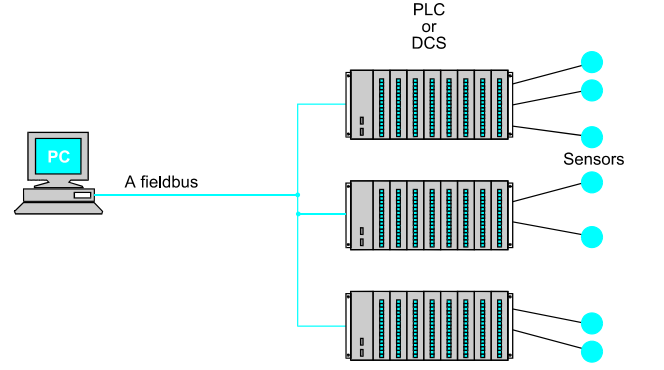 PLC
or
DCS
PC
A fieldbus
Sensors